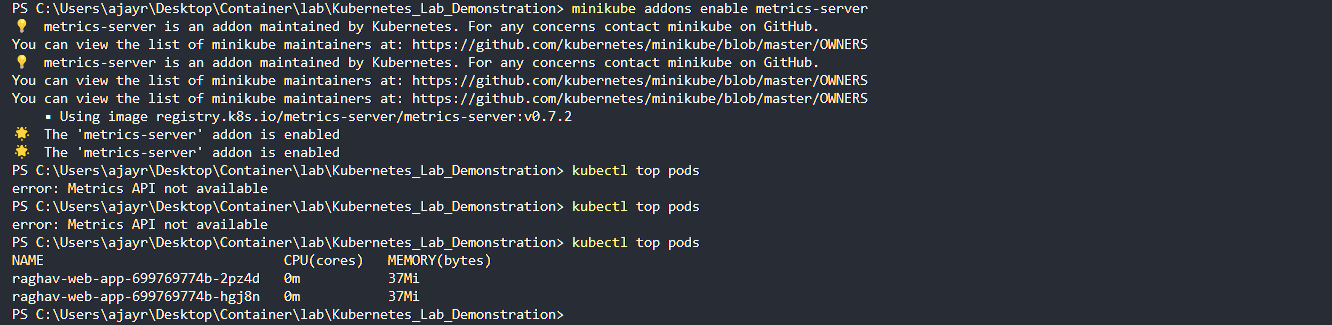 PS C:\Users\ajayr\Desktop\Container\lab\Kubernetes_Lab_Demonstration> minikube addons enable metrics-server
💡 metrics-server is an addon maintained by Kubernetes. For any concerns contact minikube on GitHub.
You can view the list of minikube maintainers at: https://github.com/kubernetes/minikube/blob/master/OWNERS
💡 metrics-server is an addon maintained by Kubernetes. For any concerns contact minikube on GitHub.
You can view the list of minikube maintainers at: https://github.com/kubernetes/minikube/blob/master/OWNERS
You can view the list of minikube maintainers at: https://github.com/kubernetes/minikube/blob/master/OWNERS
▪ Using image registry.k8s.io/metrics-server/metrics-server:v0.7.2
🌟 The 'metrics-server' addon is enabled
🌟 The 'metrics-server' addon is enabled
PS C:\Users\ajayr\Desktop\Container\lab\Kubernetes_Lab_Demonstration> kubectl top pods
error: Metrics API not available
PS C:\Users\ajayr\Desktop\Container\lab\Kubernetes_Lab_Demonstration> kubectl top pods
error: Metrics API not available
PS C:\Users\ajayr\Desktop\Container\lab\Kubernetes_Lab_Demonstration> kubectl top pods
NAME CPU(cores) MEMORY(bytes)
raghav-web-app-699769774b-2pz4d 0m 37Mi
raghav-web-app-699769774b-hgj8n 0m 37Mi
PS C:\Users\ajayr\Desktop\Container\lab\Kubernetes_Lab_Demonstration>